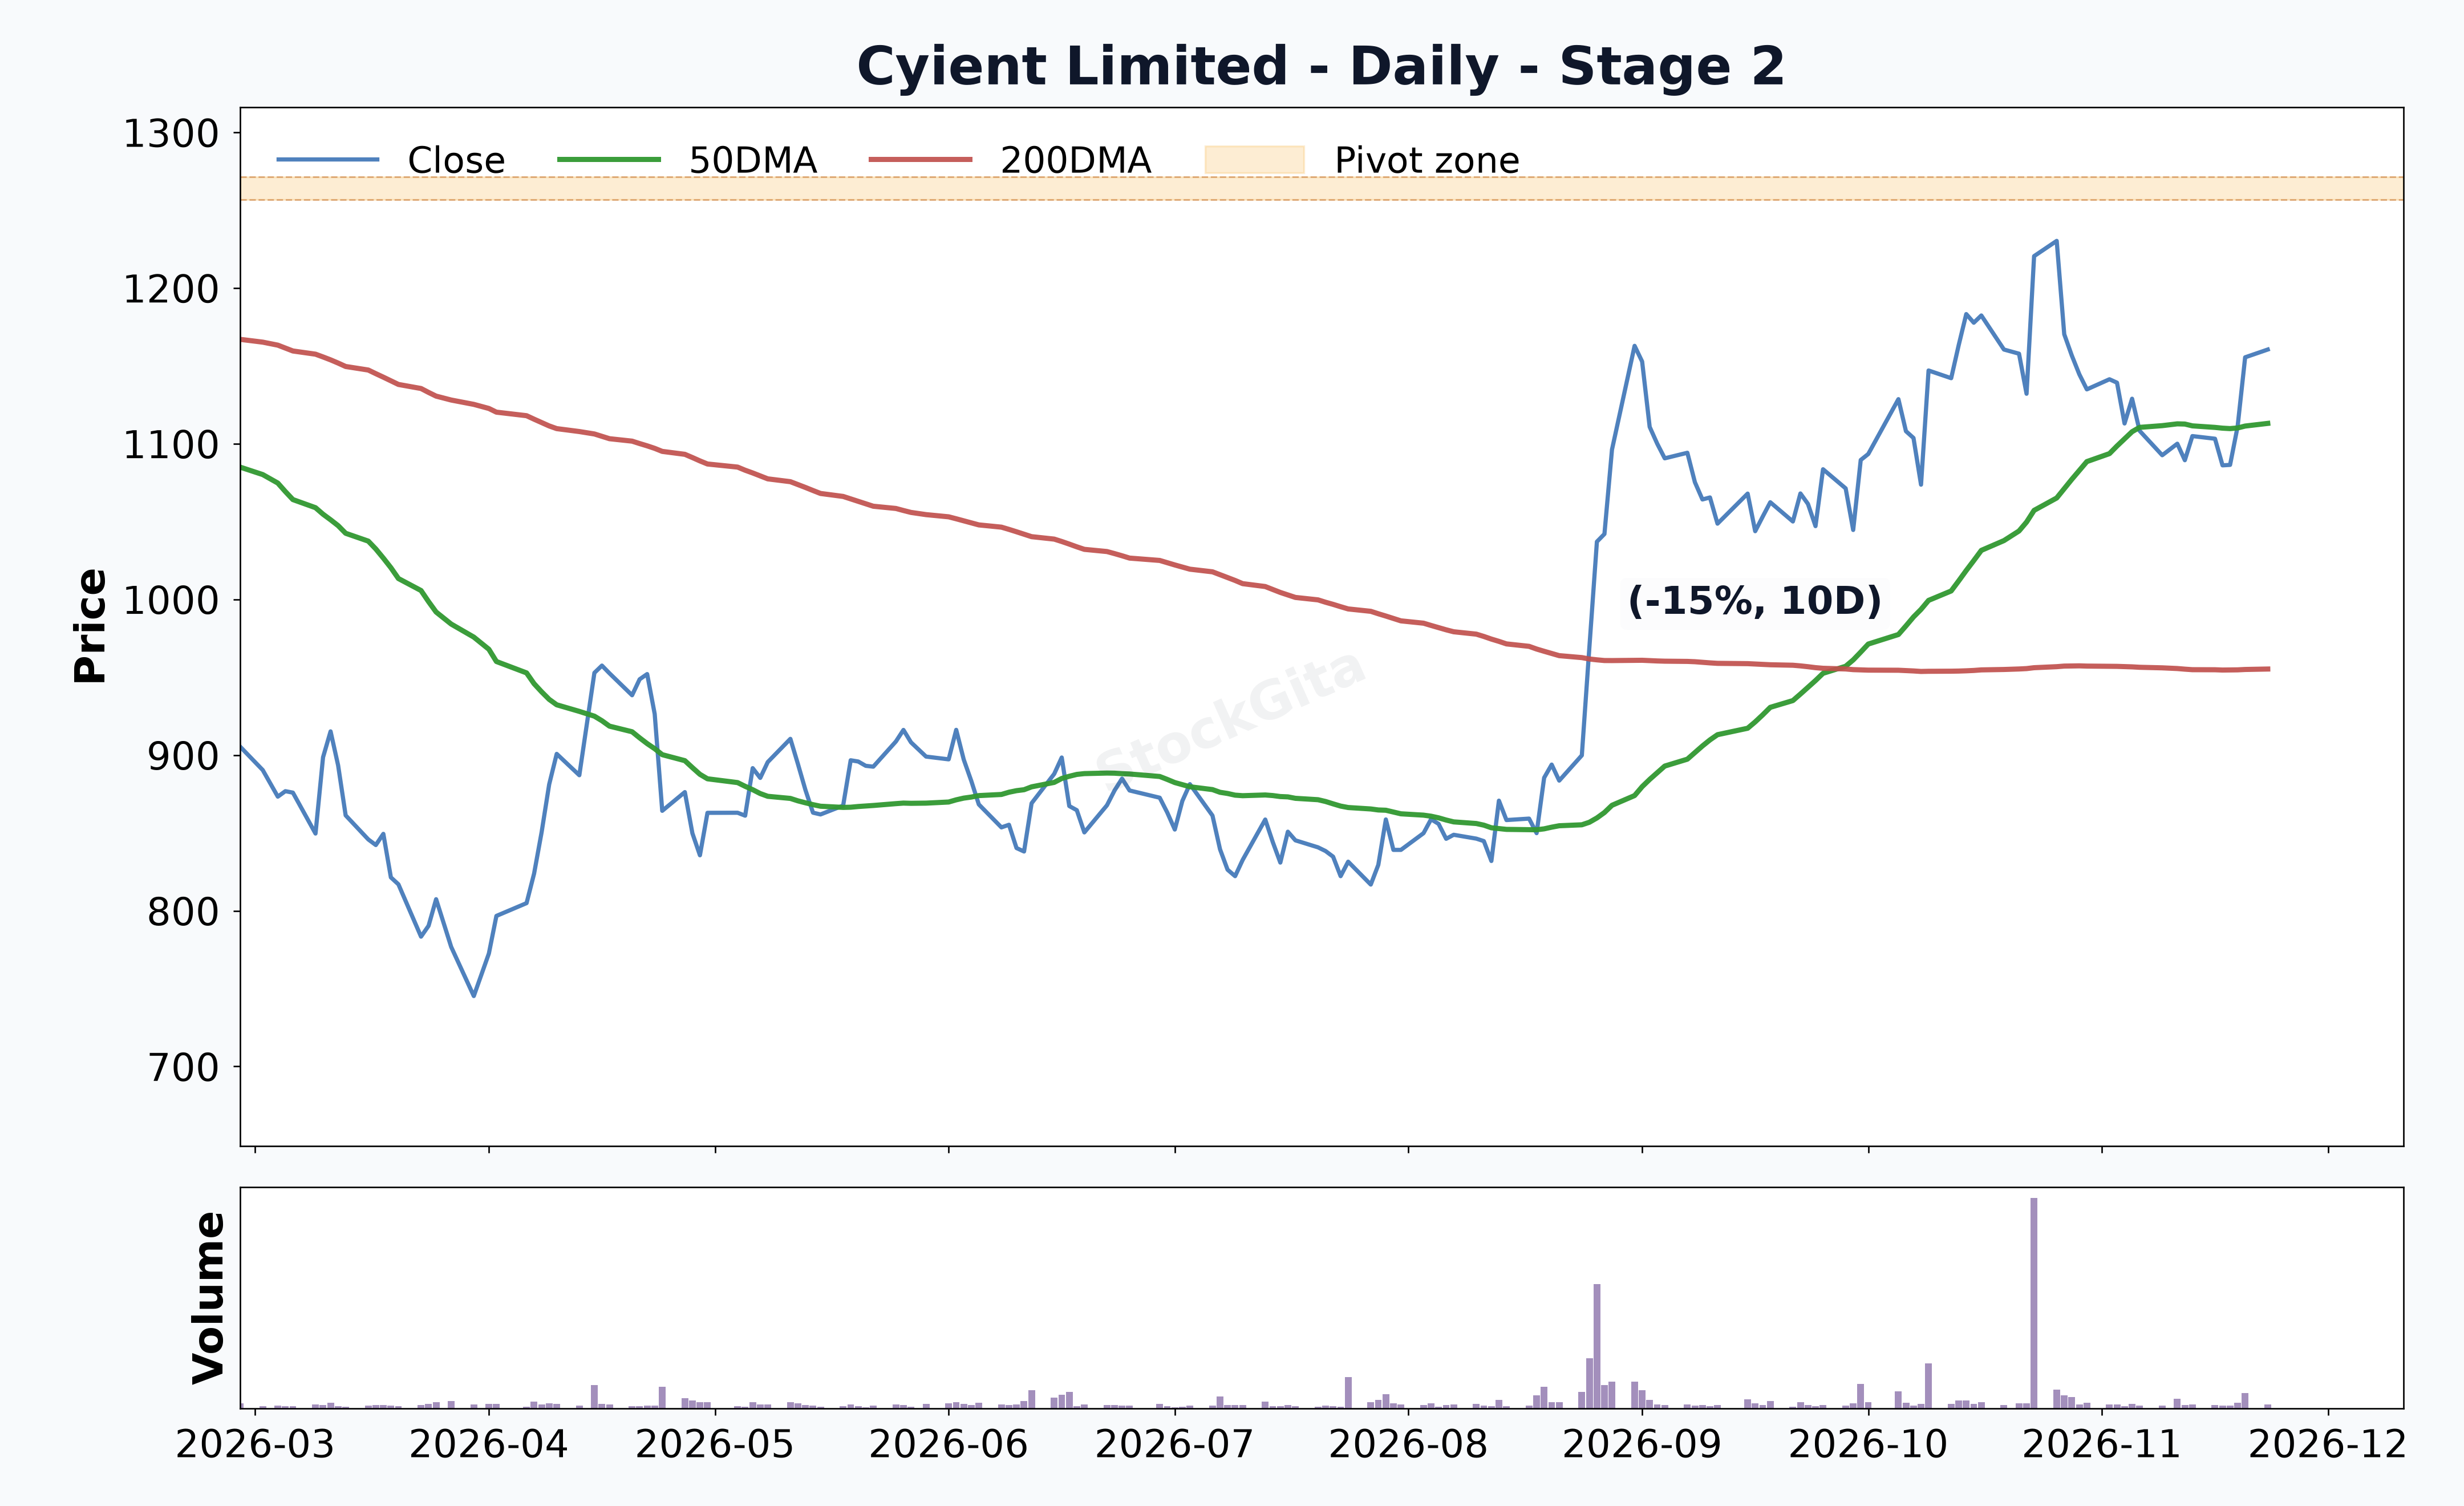 Cyient Limited - Daily - Stage 2
Close 50DMA 200DMA Pivot zone
Price
1300
1200
1100
1000
900
800
700
(-15%, 10D)
StockGita
Volume
2026-03 2026-04 2026-05 2026-06 2026-07 2026-08 2026-09 2026-10 2026-11 2026-12